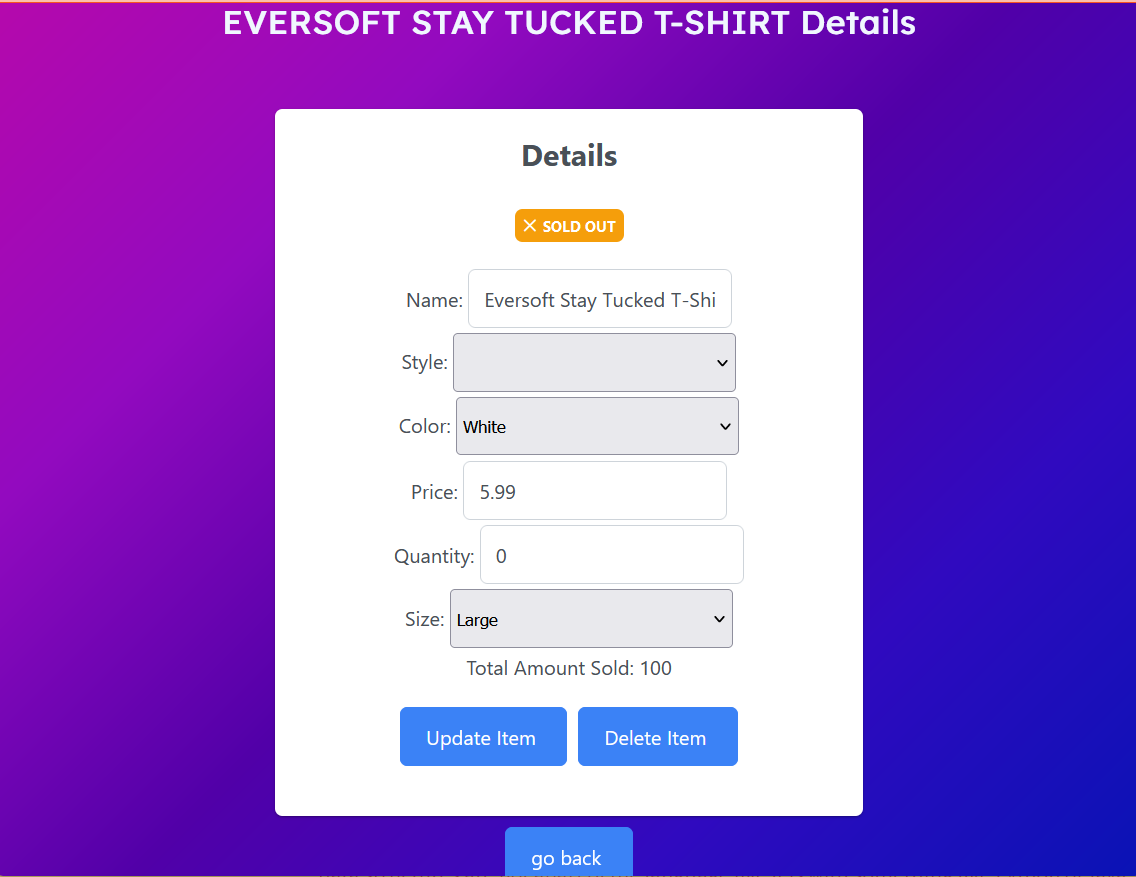 EVERSOFT STAY TUCKED T-SHIRT Details
Details
SOLD OUT
Name: Eversoft Stay Tucked T-Shi
Style:
Color: White
Price: 5.99
Quantity: 0
Size: Large
Total Amount Sold: 100
Update Item Delete Item
go back